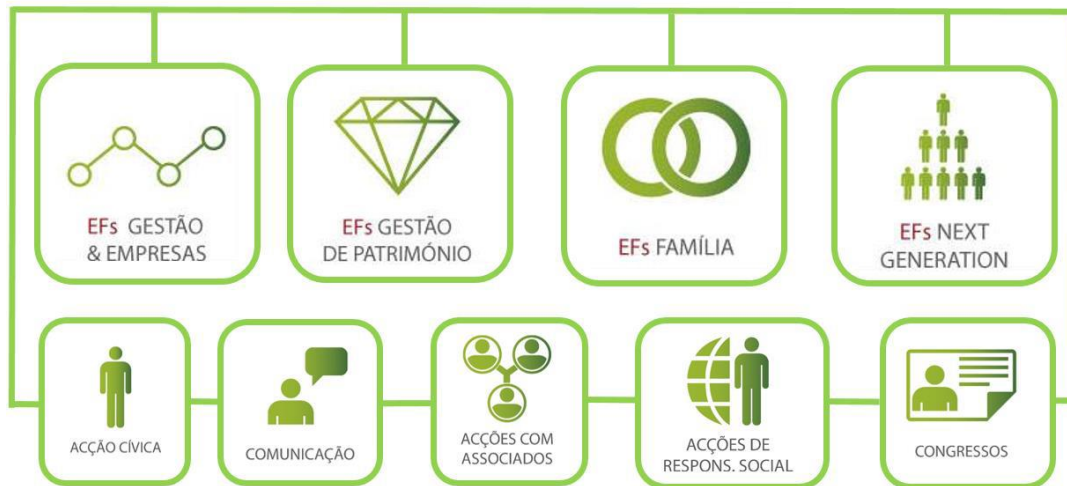 EFs GESTÃO
& EMPRESAS
EFs GESTÃO
DE PATRIMÓNIO
EFs FAMÍLIA
EFs NEXT
GENERATION
ACÇÃO CÍVICA
COMUNICAÇÃO
ACÇÕES COM
ASSOCIADOS
ACÇÕES DE
RESPONS. SOCIAL
CONGRESSOS